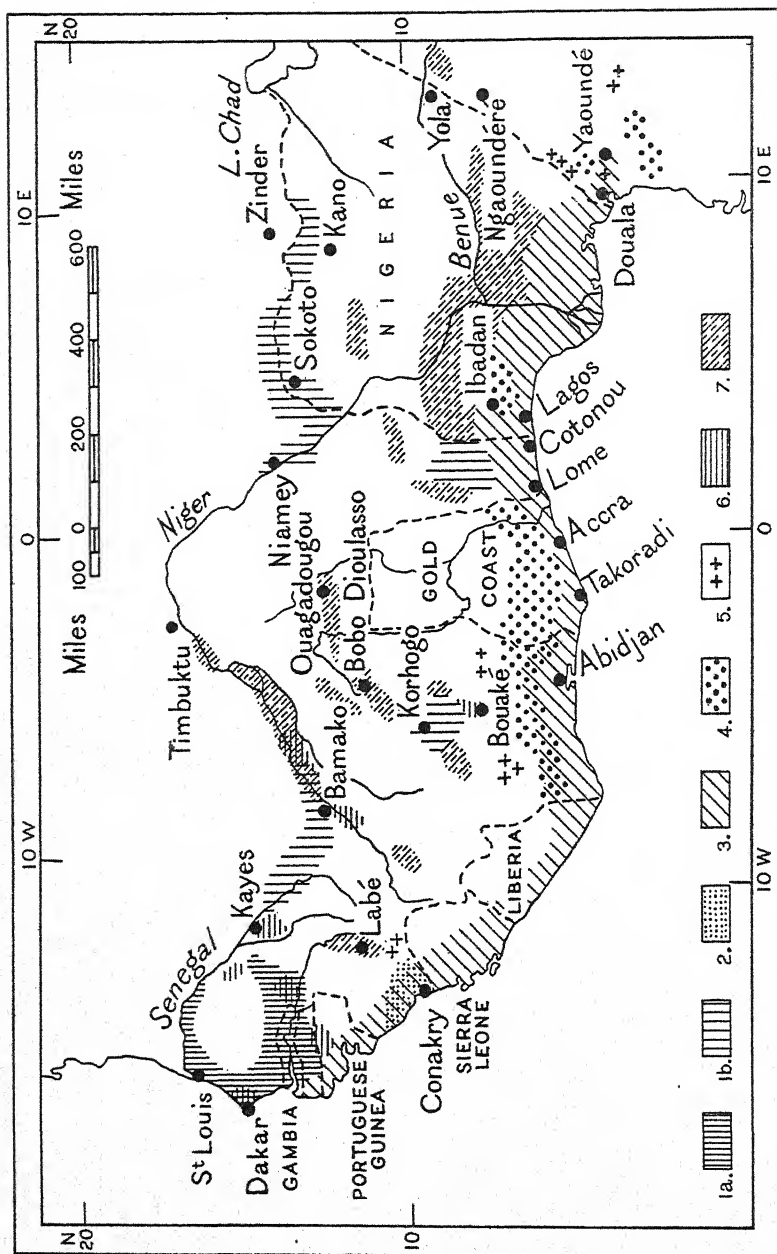 N
20
10
10 W
0
10 E
Miles
100
0
200
400
600
Miles
Senegal
St Louis
Dakar
GAMBIA
PORTUGUESE
GUINEA
Kayes
Labé
Conakry
SIERRA
LEONE
LIBERIA
Bamako
Timbuktu
Niger
Niamey
Ouagadougou
Bobo Dioulasso
Korhogo
Bouake
GOLD
COAST
Abidjan
Takoradi
Accra
Lome
Cotonou
Lagos
Ibadan
Sokoto
Zinder
Kano
L. Chad
NIGERIA
Benue
Yola
Ngaoundere
Yaoundé
Douala
N
20
10
10 W
10 E
1a.
1b.
2.
3.
4.
5.
6.
7.